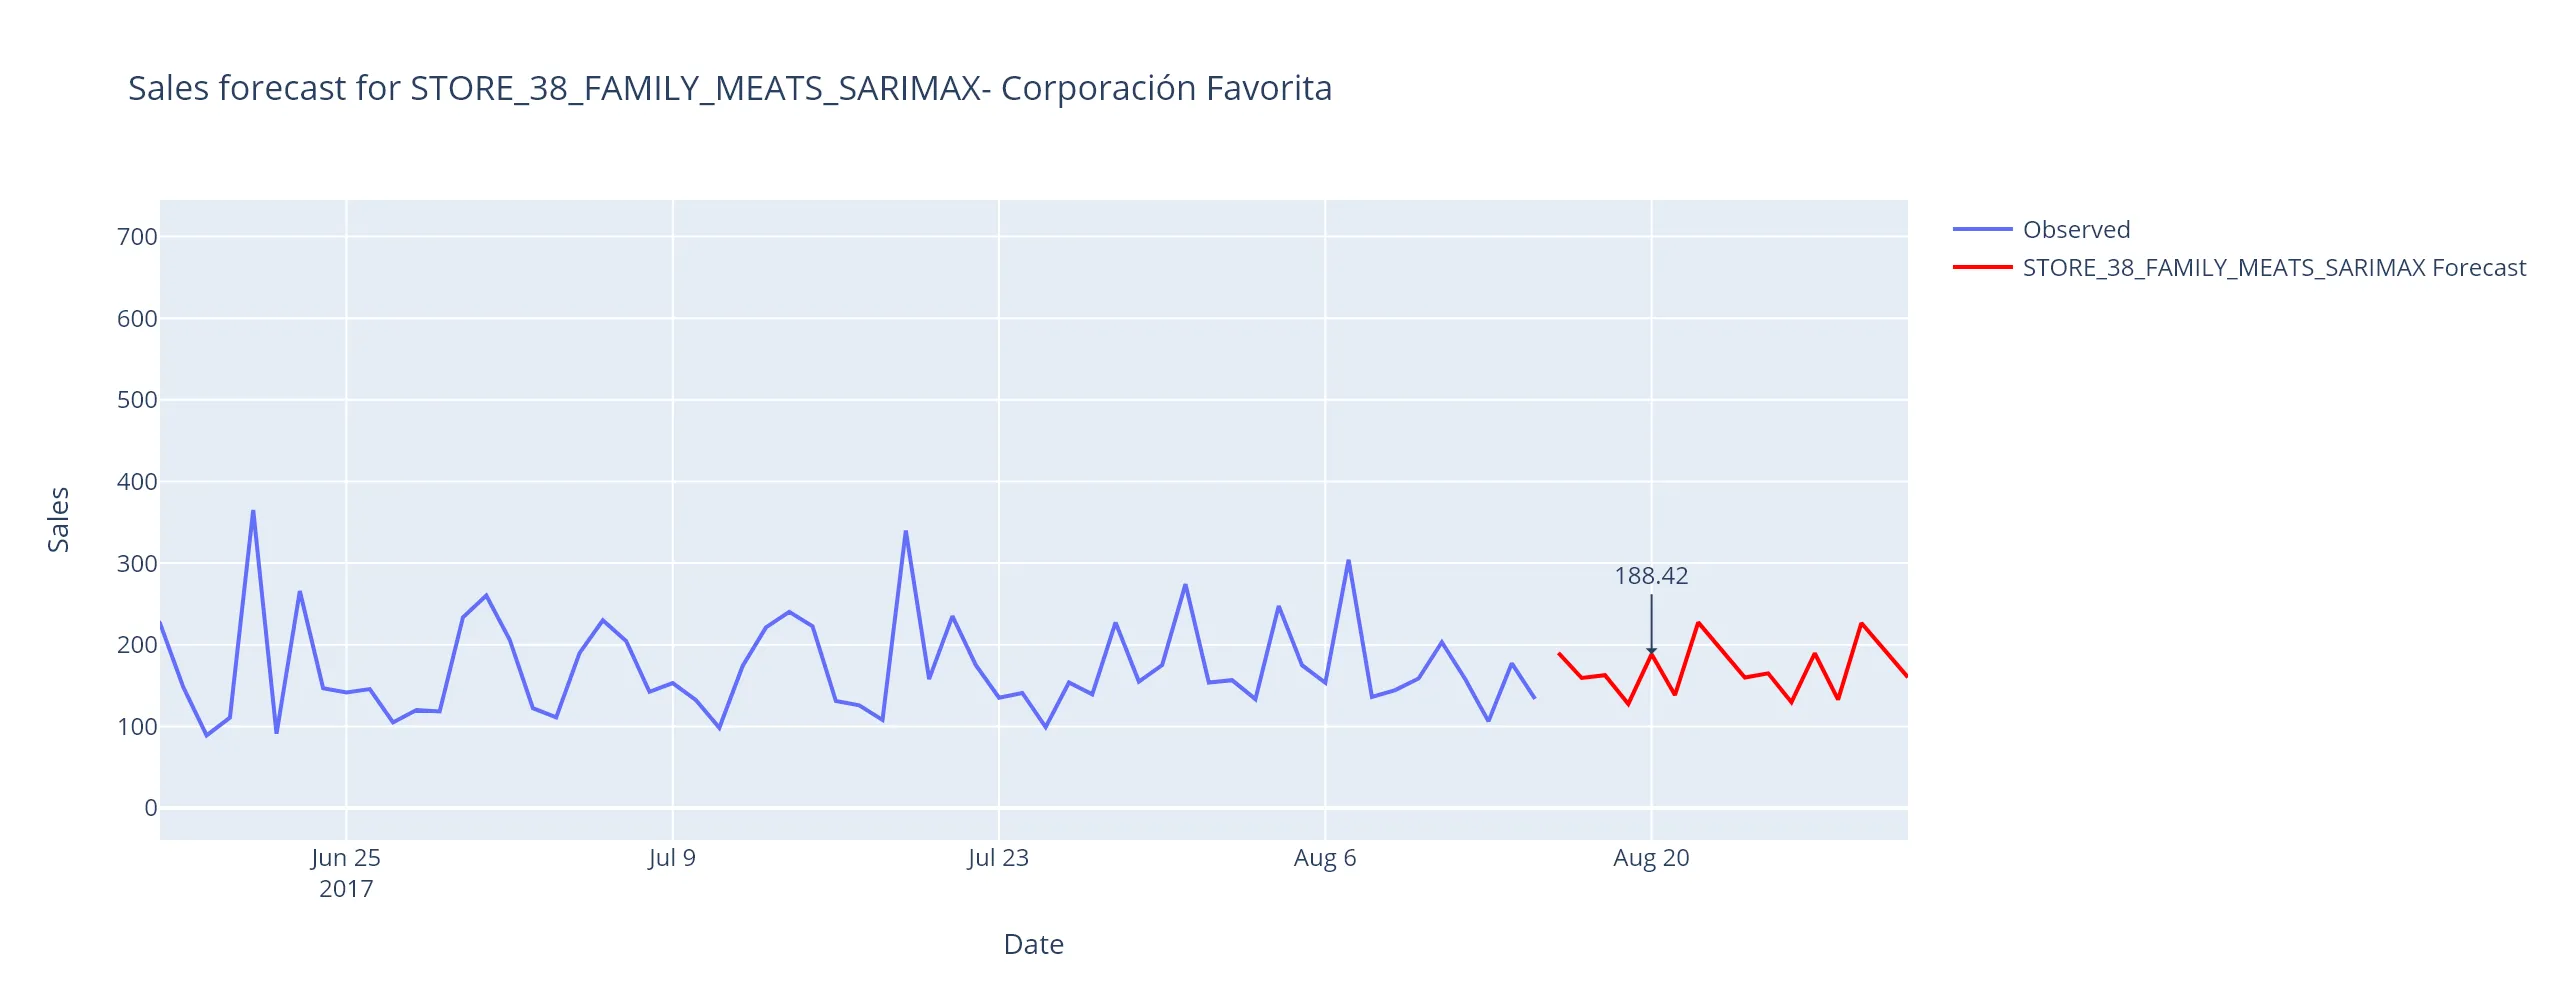 Sales forecast for STORE_38_FAMILY_MEATS_SARIMAX- Corporación Favorita
Observed
STORE_38_FAMILY_MEATS_SARIMAX Forecast
700
600
500
400
300
200
100
0
Sales
188.42
Jun 25
2017
Jul 9
Jul 23
Aug 6
Aug 20
Date